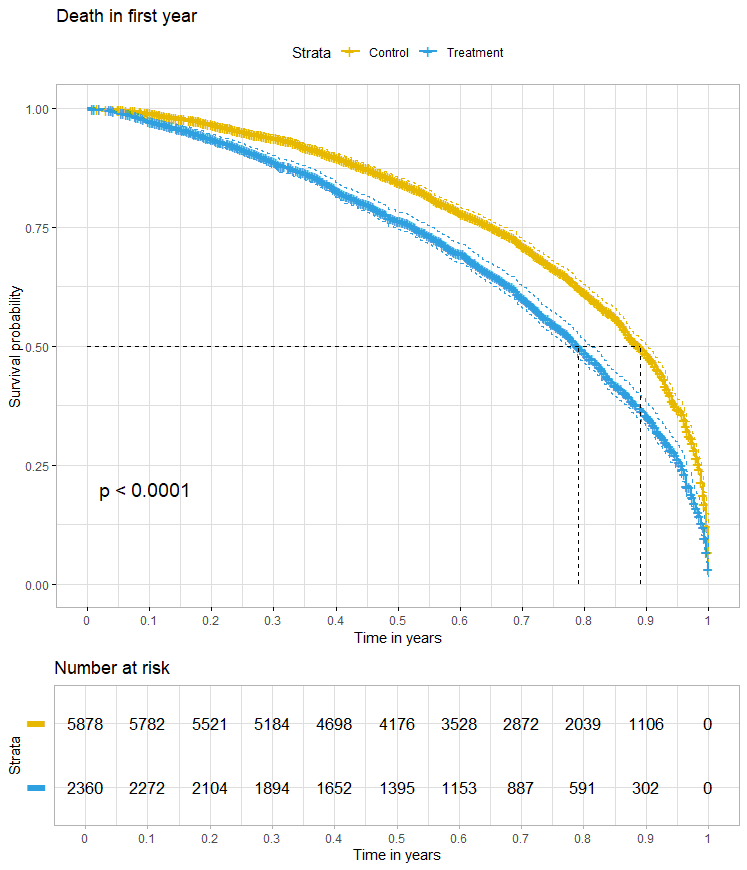 Death in first year
Strata Control Treatment
1.00
0.75
0.50
0.25
0.00
Survival probability
p < 0.0001
0 0.1 0.2 0.3 0.4 0.5 0.6 0.7 0.8 0.9 1
Time in years
Number at risk
Strata
5878 5782 5521 5184 4698 4176 3528 2872 2039 1106 0
2360 2272 2104 1894 1652 1395 1153 887 591 302 0
0 0.1 0.2 0.3 0.4 0.5 0.6 0.7 0.8 0.9 1
Time in years